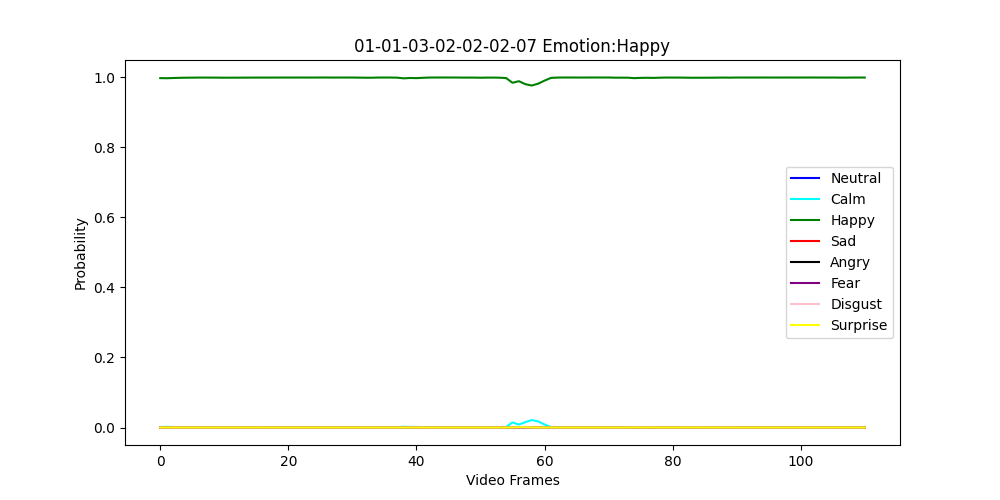 01-01-03-02-02-02-07 Emotion:Happy
Probability
1.0
0.8
0.6
0.4
0.2
0.0
0 20 40 60 80 100
Video Frames
Neutral
Calm
Happy
Sad
Angry
Fear
Disgust
Surprise